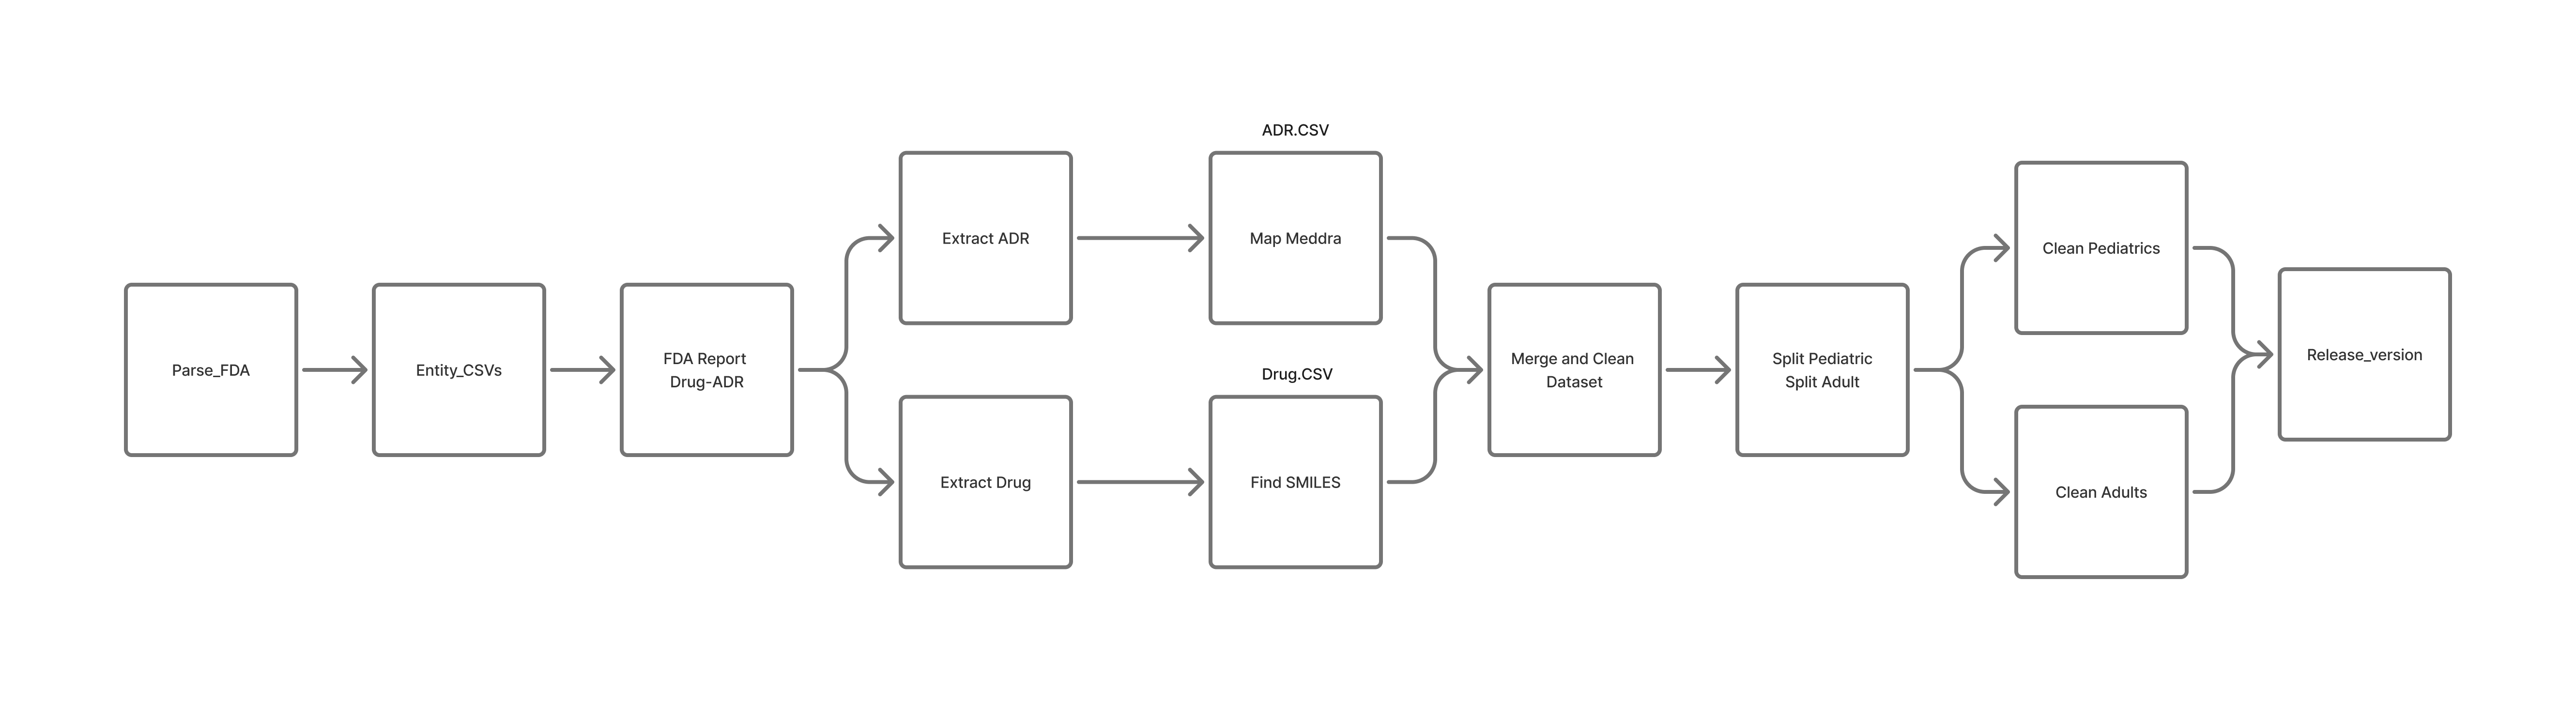 Parse_FDA
Entity_CSVs
FDA Report
Drug-ADR
Extract ADR
ADR.CSV
Map Meddra
Extract Drug
Drug.CSV
Find SMILES
Merge and Clean
Dataset
Split Pediatric
Split Adult
Clean Pediatrics
Clean Adults
Release_version